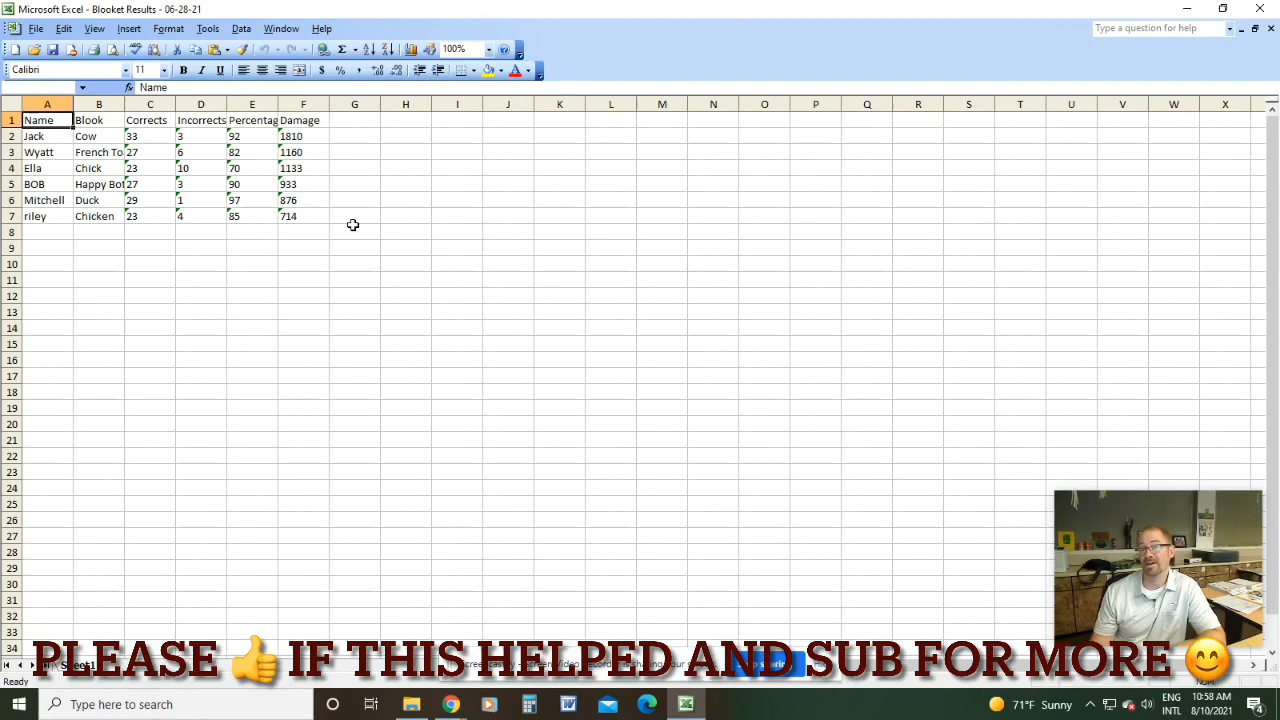 Microsoft Excel - Blooket Results - 06-28-21
File Edit View Insert Format Tools Data Window Help
Type a question for help
100%
Calibri 11
Name
A B C D E F G H I J K L M N O P Q R S T U V W X
1 Name Blook Corrects Incorrects Percentag Damage
2 Jack Cow 33 3 92 1810
3 Wyatt French To 27 6 82 1160
4 Ella Chick 23 10 70 1133
5 BOB Happy Bot 27 3 90 933
6 Mitchell Duck 29 1 97 876
7 riley Chicken 23 4 85 714
8
9
10
11
12
13
14
15
16
17
18
19
20
21
22
23
24
25
26
27
28
29
30
31
32
33
34
PLEASE 👍 IF THIS HELPED AND SUB FOR MORE 😊
Sheet1
Ready
Type here to search
71°F Sunny
ENG
INTL
10:58 AM
8/10/2021
4